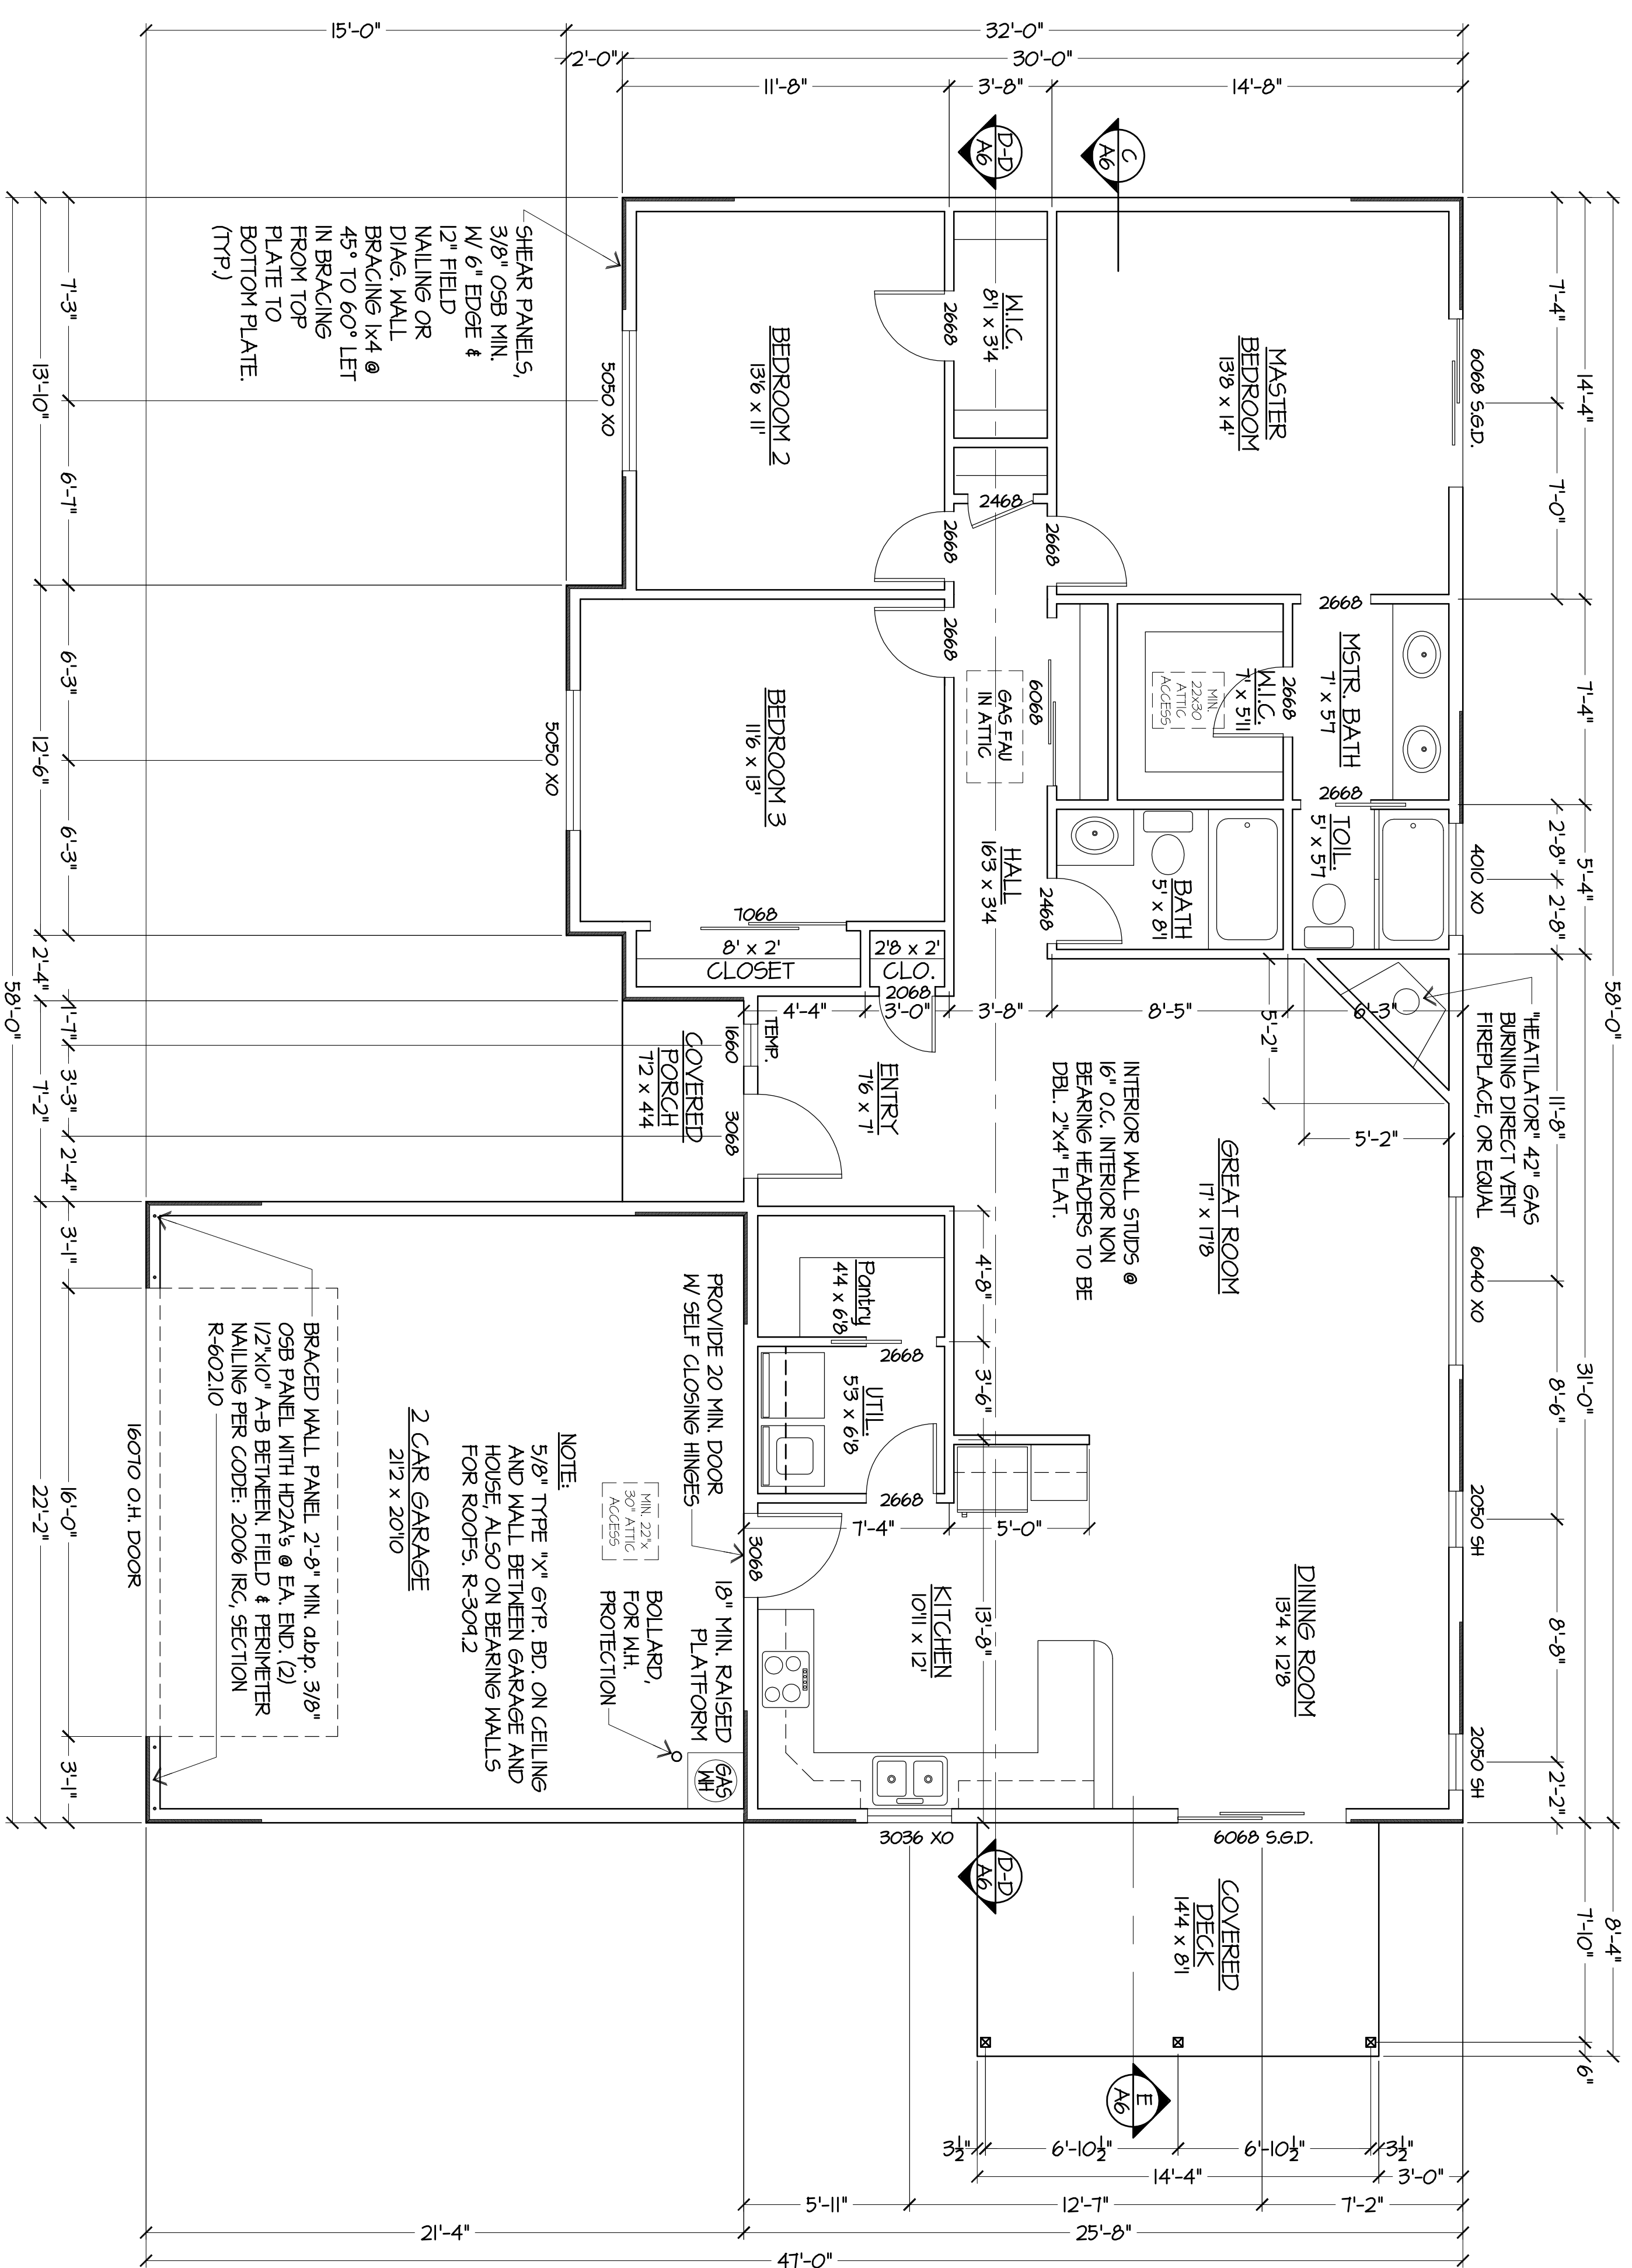 58'-0"
14'-4"
7'-4"
5'-4"
31'-0"
8'-4"
7'-10"
6"
7'-4"
7'-0"
2'-8"
2'-8"
11'-8"
8'-6"
8'-8"
2'-2"
6068 S.G.D.
4010 XO
6040 XO
2050 SH
2050 SH
"HEATILATOR" 42" GAS
BURNING DIRECT VENT
FIREPLACE, OR EQUAL
32'-0"
30'-0"
14'-8"
3'-8"
11'-8"
2'-0"
15'-0"
C
A6
D-D
A6
MASTER
BEDROOM
13'8 x 14'
2668
MSTR. BATH
7' x 5'7
2668
TOIL.
5' x 5'7
2668
W.I.C.
7' x 5'11
MIN.
22x30
ATTIC
ACCESS
BATH
5' x 8'1
2468
5'-2"
5'-2"
6'-3"
8'-5"
3'-8"
3'-0"
4'-4"
GREAT ROOM
17' x 17'8
INTERIOR WALL STUDS @
16" O.C. INTERIOR NON
BEARING HEADERS TO BE
DBL. 2"x4" FLAT.
DINING ROOM
13'4 x 12'8
6068 S.G.D.
COVERED
DECK
14'4 x 8'1
E
A6
W.I.C.
8'1 x 3'4
2668
2468
2668
2668
2668
6068
GAS FAU
IN ATTIC
HALL
16'3 x 3'4
BEDROOM 2
13'6 x 11'
BEDROOM 3
11'6 x 13'
7068
8' x 2'
CLOSET
2'8 x 2'
CLO.
2068
ENTRY
7'6 x 7'
TEMP.
1660
3068
COVERED
PORCH
7'2 x 4'4
4'-8"
3'-6"
13'-8"
Pantry
4'4 x 6'8
2668
UTIL.
5'3 x 6'8
2668
7'-4"
5'-0"
KITCHEN
10'11 x 12'
3036 XO
D-D
A6
3068
PROVIDE 20 MIN. DOOR
W/ SELF CLOSING HINGES
18" MIN. RAISED
PLATFORM
GAS
WH
BOLLARD,
FOR W.H.
PROTECTION
MIN. 22"x
30" ATTIC
ACCESS
NOTE:
5/8" TYPE "X" GYP. BD. ON CEILING
AND WALL BETWEEN GARAGE AND
HOUSE, ALSO ON BEARING WALLS
FOR ROOFS. R-309.2
2 CAR GARAGE
21'2 x 20'10
BRACED WALL PANEL 2'-8" MIN. a.b.p. 3/8"
OSB PANEL WITH HD2A's @ EA. END, (2)
1/2"x10" A-B BETWEEN. FIELD & PERIMETER
NAILING PER CODE: 2006 IRC, SECTION
R-602.10
16070 O.H. DOOR
5050 XO
5050 XO
SHEAR PANELS,
3/8" OSB MIN.
W/ 6" EDGE &
12" FIELD
NAILING OR
DIAG. WALL
BRACING 1x4 @
45° TO 60° LET
IN BRACING
FROM TOP
PLATE TO
BOTTOM PLATE.
(TYP.)
3½"
6'-10½"
6'-10½"
3½"
14'-4"
3'-0"
5'-11"
12'-7"
7'-2"
21'-4"
25'-8"
47'-0"
7'-3"
6'-7"
6'-3"
6'-3"
1'-7"
3'-3"
2'-4"
3'-1"
16'-0"
3'-1"
13'-10"
12'-6"
2'-4"
7'-2"
22'-2"
58'-0"